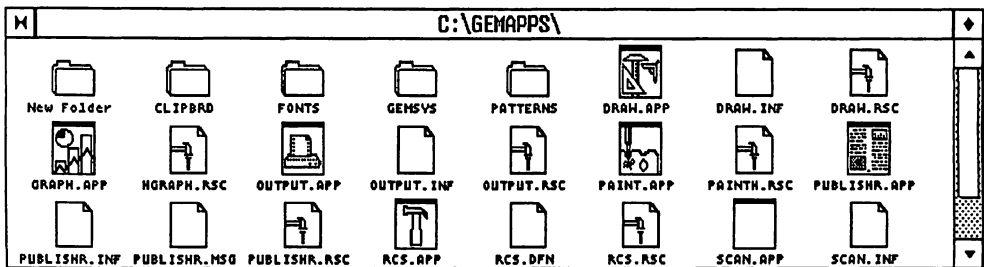 C:\GEMAPPS\
New Folder CLIPBRD FONTS GEMSYS PATTERNS DRAW.APP DRAW.INF DRAW.RSC
GRAPH.APP HGRAPH.RSC OUTPUT.APP OUTPUT.INF OUTPUT.RSC PAINT.APP PAINTH.RSC PUBLISHR.APP
PUBLISHR.INF PUBLISHR.MSG PUBLISHR.RSC RCS.APP RCS.DFN RCS.RSC SCAN.APP SCAN.INF